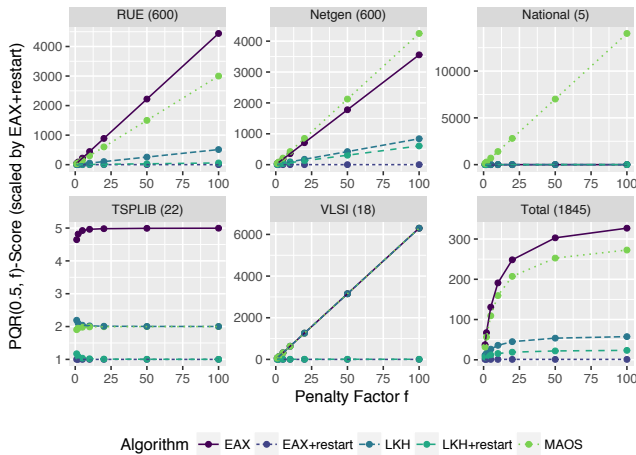 RUE (600)
Netgen (600)
National (5)
4000
3000
2000
1000
0
0 25 50 75 100
4000
3000
2000
1000
0
0 25 50 75 100
10000
5000
0
0 25 50 75 100
TSPLIB (22)
VLSI (18)
Total (1845)
5
4
3
2
1
0 25 50 75 100
6000
4000
2000
0
0 25 50 75 100
300
200
100
0
0 25 50 75 100
PQR(0.5, f)-Score (scaled by EAX+restart)
Penalty Factor f
Algorithm EAX EAX+restart LKH LKH+restart MAOS